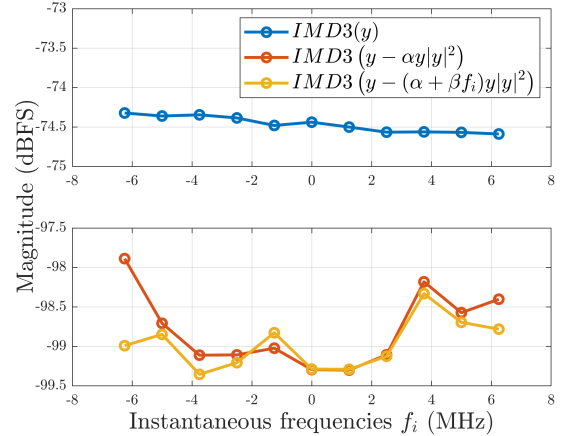 -73
-74
-74.5
-75
IMD3(y)
IMD3 (y − αy|y|²)
IMD3 (y − (α + βf_i)y|y|²)
-8 -6 -4 -2 0 2 4 6 8
Magnitude (dBFS)
-97.5
-98
-98.5
-99
-99.5
-8 -6 -4 -2 0 2 4 6 8
Instantaneous frequencies f_i (MHz)